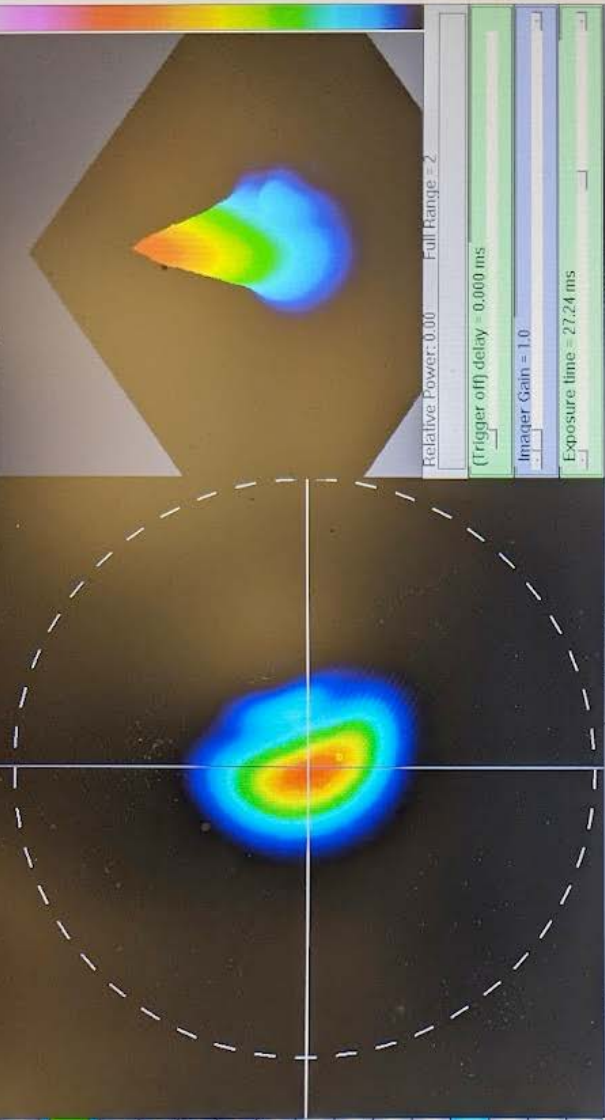 Relative Power: 0.00 Full Range = 2
(Trigger off) delay = 0.000 ms
Imager Gain = 1.0
Exposure time = 27.24 ms